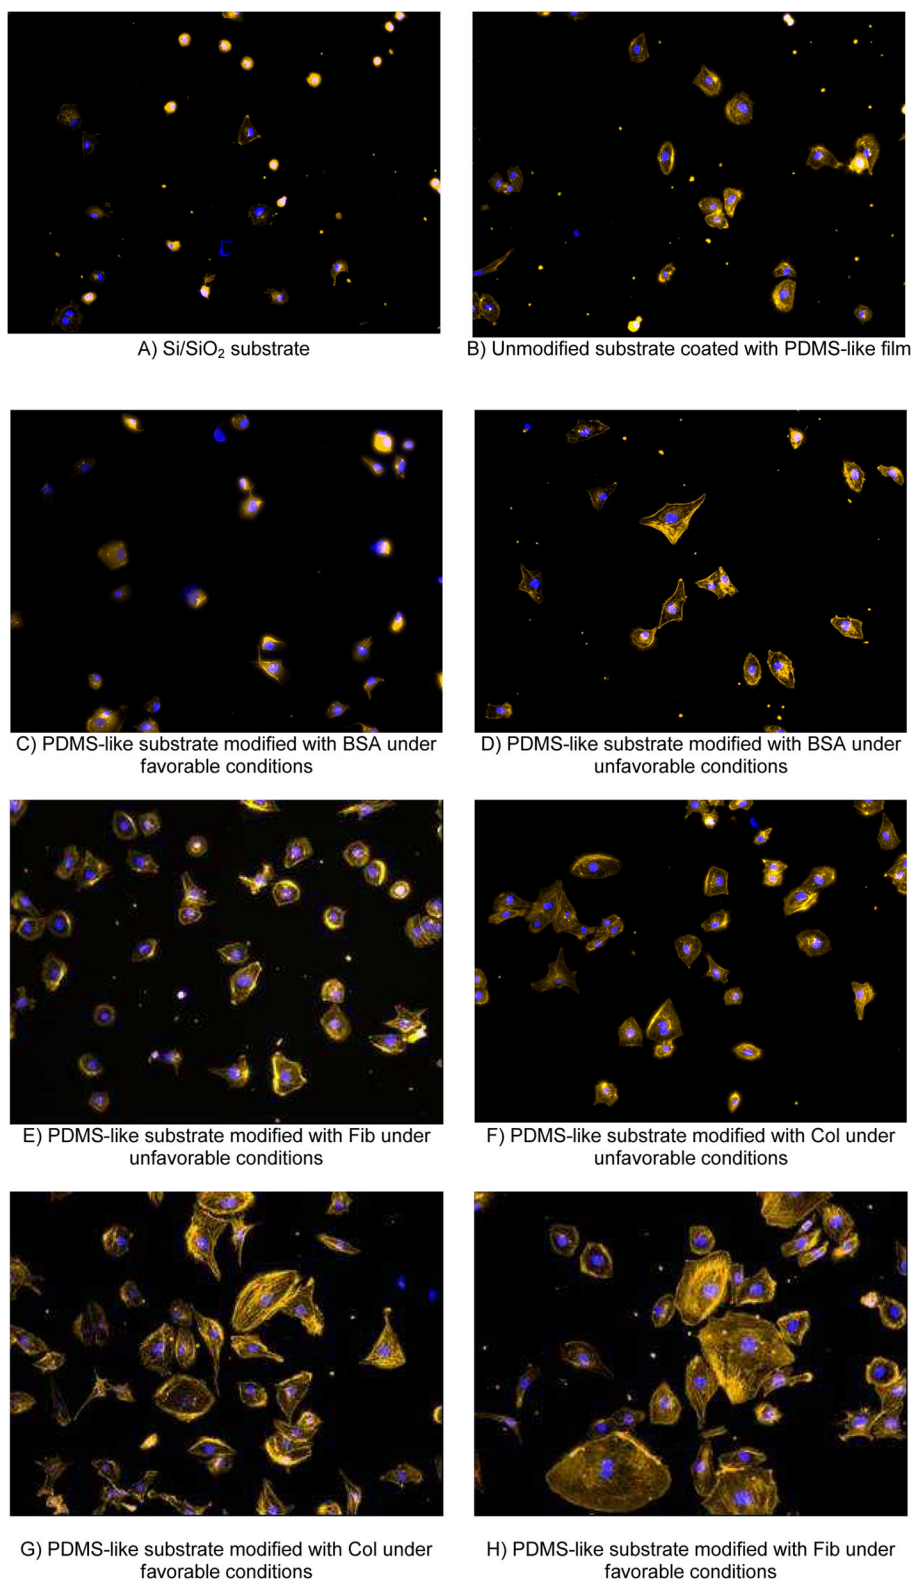 A) Si/SiO₂ substrate
B) Unmodified substrate coated with PDMS-like film
C) PDMS-like substrate modified with BSA under
favorable conditions
D) PDMS-like substrate modified with BSA under
unfavorable conditions
E) PDMS-like substrate modified with Fib under
unfavorable conditions
F) PDMS-like substrate modified with Col under
unfavorable conditions
G) PDMS-like substrate modified with Col under
favorable conditions
H) PDMS-like substrate modified with Fib under
favorable conditions